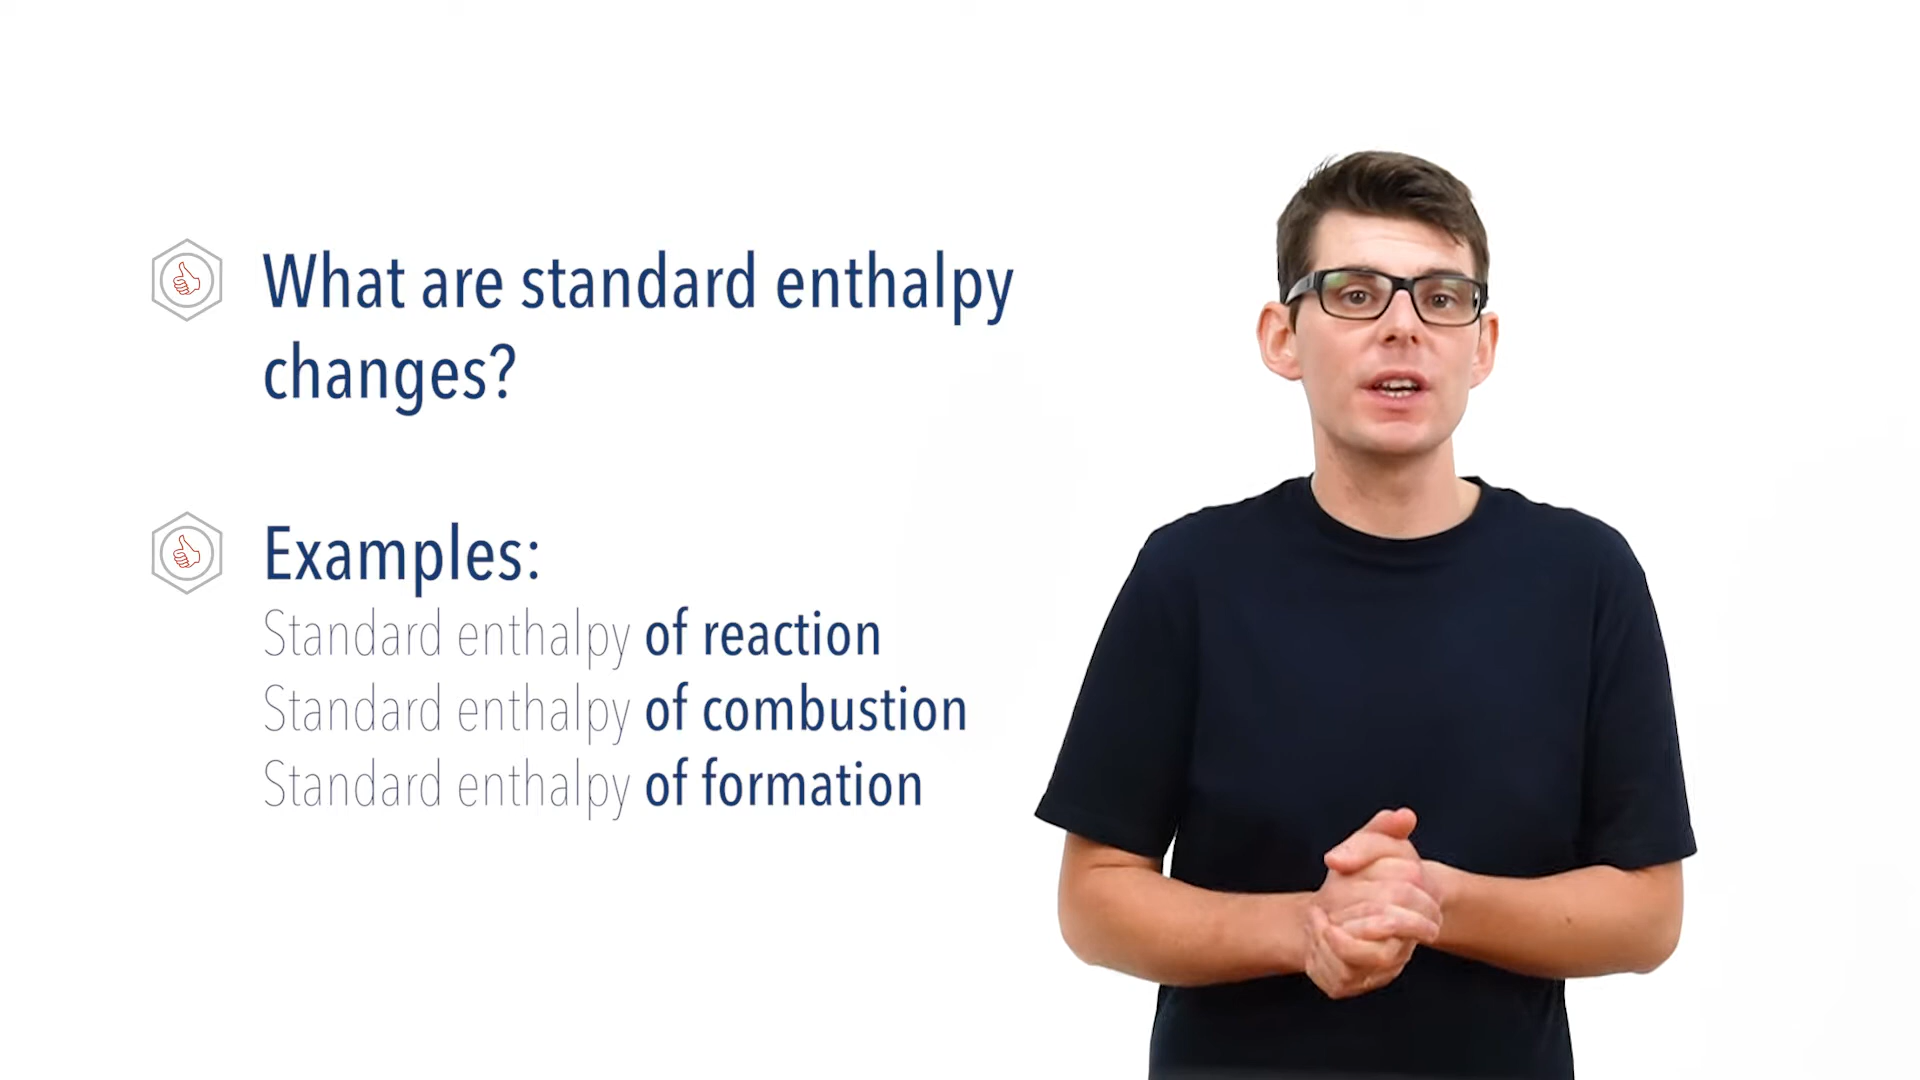 What are standard enthalpy
changes?
Examples:
Standard enthalpy of reaction
Standard enthalpy of combustion
Standard enthalpy of formation